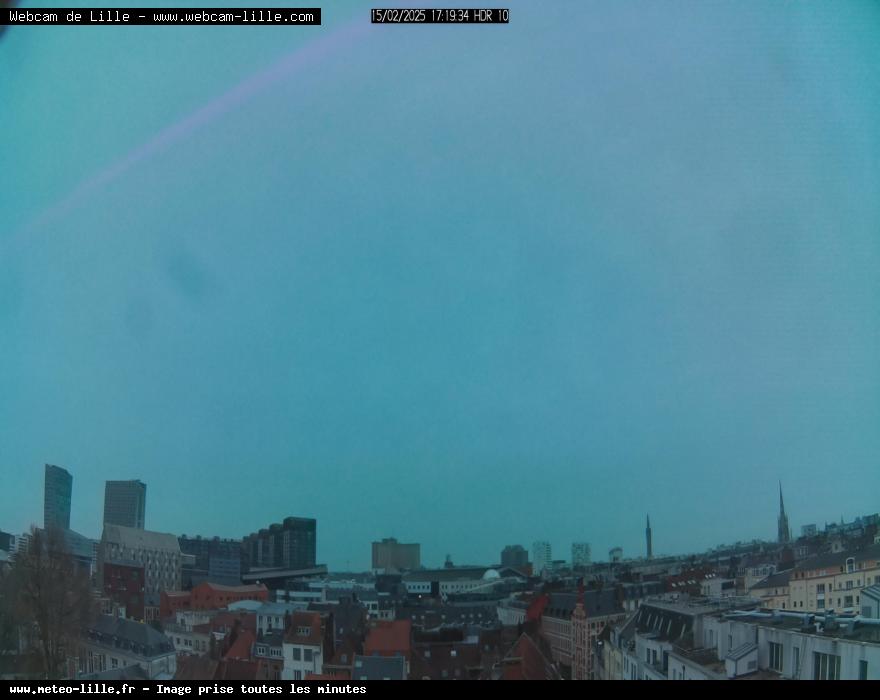 Webcam de Lille - www.webcam-lille.com
15/02/2025 17:19:34 HDR 10
www.meteo-lille.fr - Image prise toutes les minutes